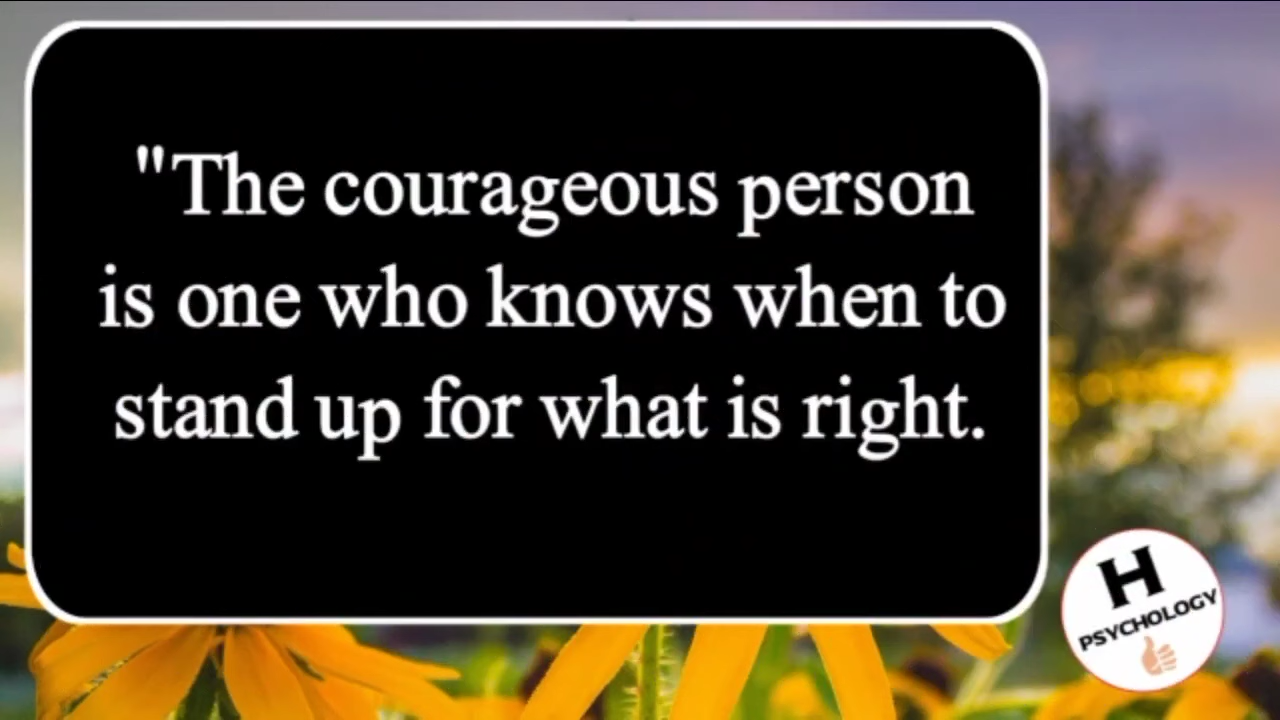 "The courageous person
is one who knows when to
stand up for what is right.
H
PSYCHOLOGY